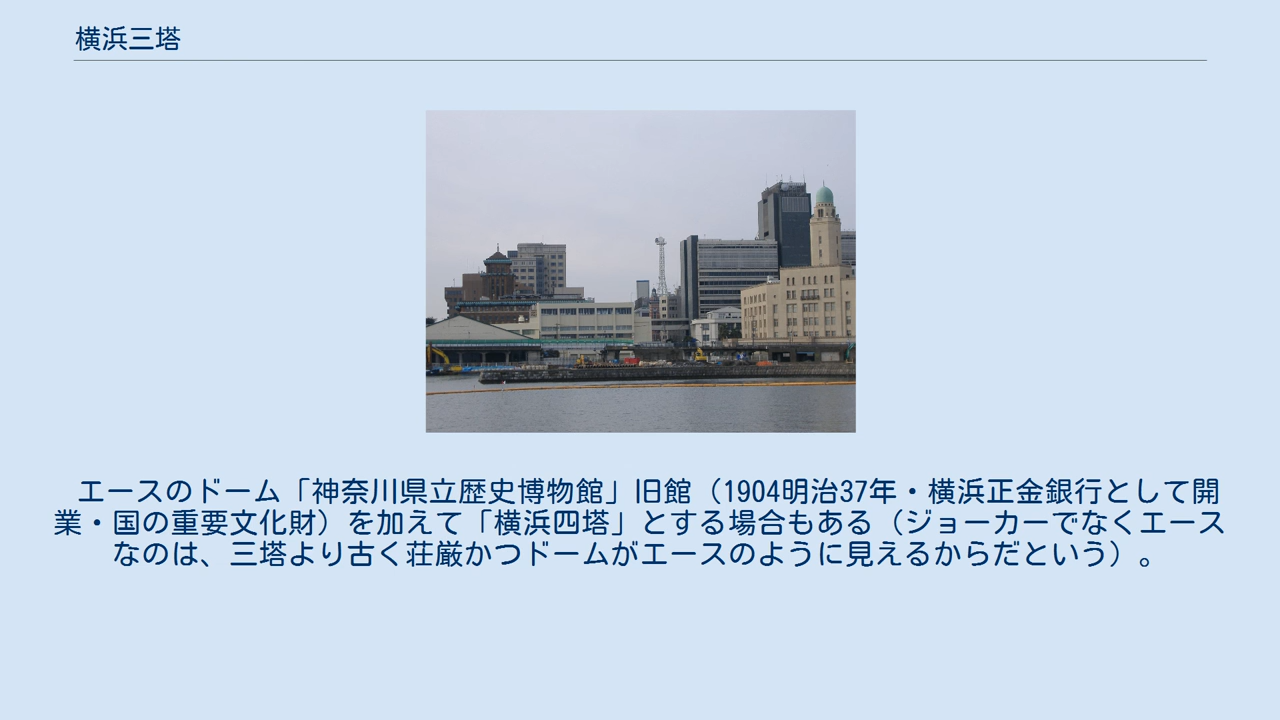 横浜三塔
エースのドーム「神奈川県立歴史博物館」旧館（1904明治37年・横浜正金銀行として開
業・国の重要文化財）を加えて「横浜四塔」とする場合もある（ジョーカーでなくエース
なのは、三塔より古く荘厳かつドームがエースのように見えるからだという）。